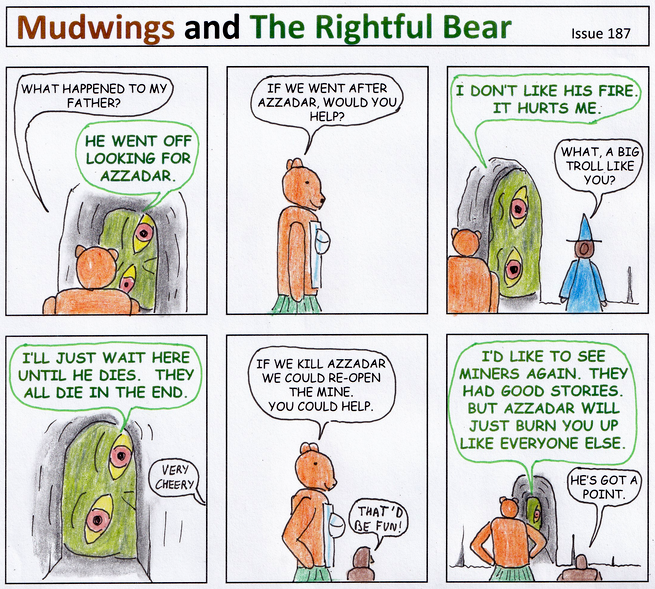 Mudwings and The Rightful Bear
Issue 187
WHAT HAPPENED TO MY
FATHER?
HE WENT OFF
LOOKING FOR
AZZADAR.
IF WE WENT AFTER
AZZADAR, WOULD YOU
HELP?
I DON'T LIKE HIS FIRE.
IT HURTS ME.
WHAT, A BIG
TROLL LIKE
YOU?
I'LL JUST WAIT HERE
UNTIL HE DIES. THEY
ALL DIE IN THE END.
VERY
CHEERY
IF WE KILL AZZADAR
WE COULD RE-OPEN
THE MINE.
YOU COULD HELP.
THAT'D
BE FUN!
I'D LIKE TO SEE
MINERS AGAIN. THEY
HAD GOOD STORIES.
BUT AZZADAR WILL
JUST BURN YOU UP
LIKE EVERYONE ELSE.
HE'S GOT A
POINT.